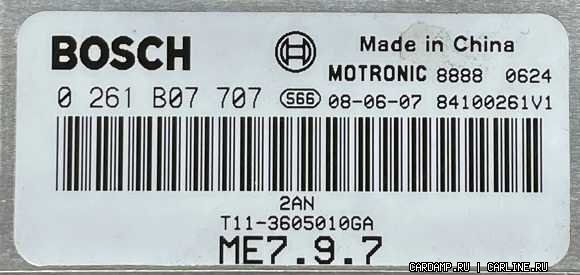 BOSCH
Made in China
MOTRONIC 8888 0624
0 261 B07 707 S66 08-06-07 84100261V1
2AN
T11-3605010GA
ME7.9.7
CARDAMP.RU | CARLINE.RU